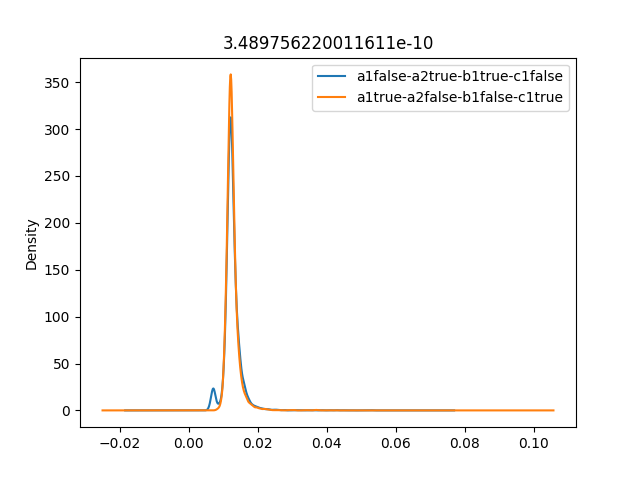 3.489756220011611e-10
a1false-a2true-b1true-c1false
a1true-a2false-b1false-c1true
Density
350
300
250
200
150
100
50
0
−0.02 0.00 0.02 0.04 0.06 0.08 0.10